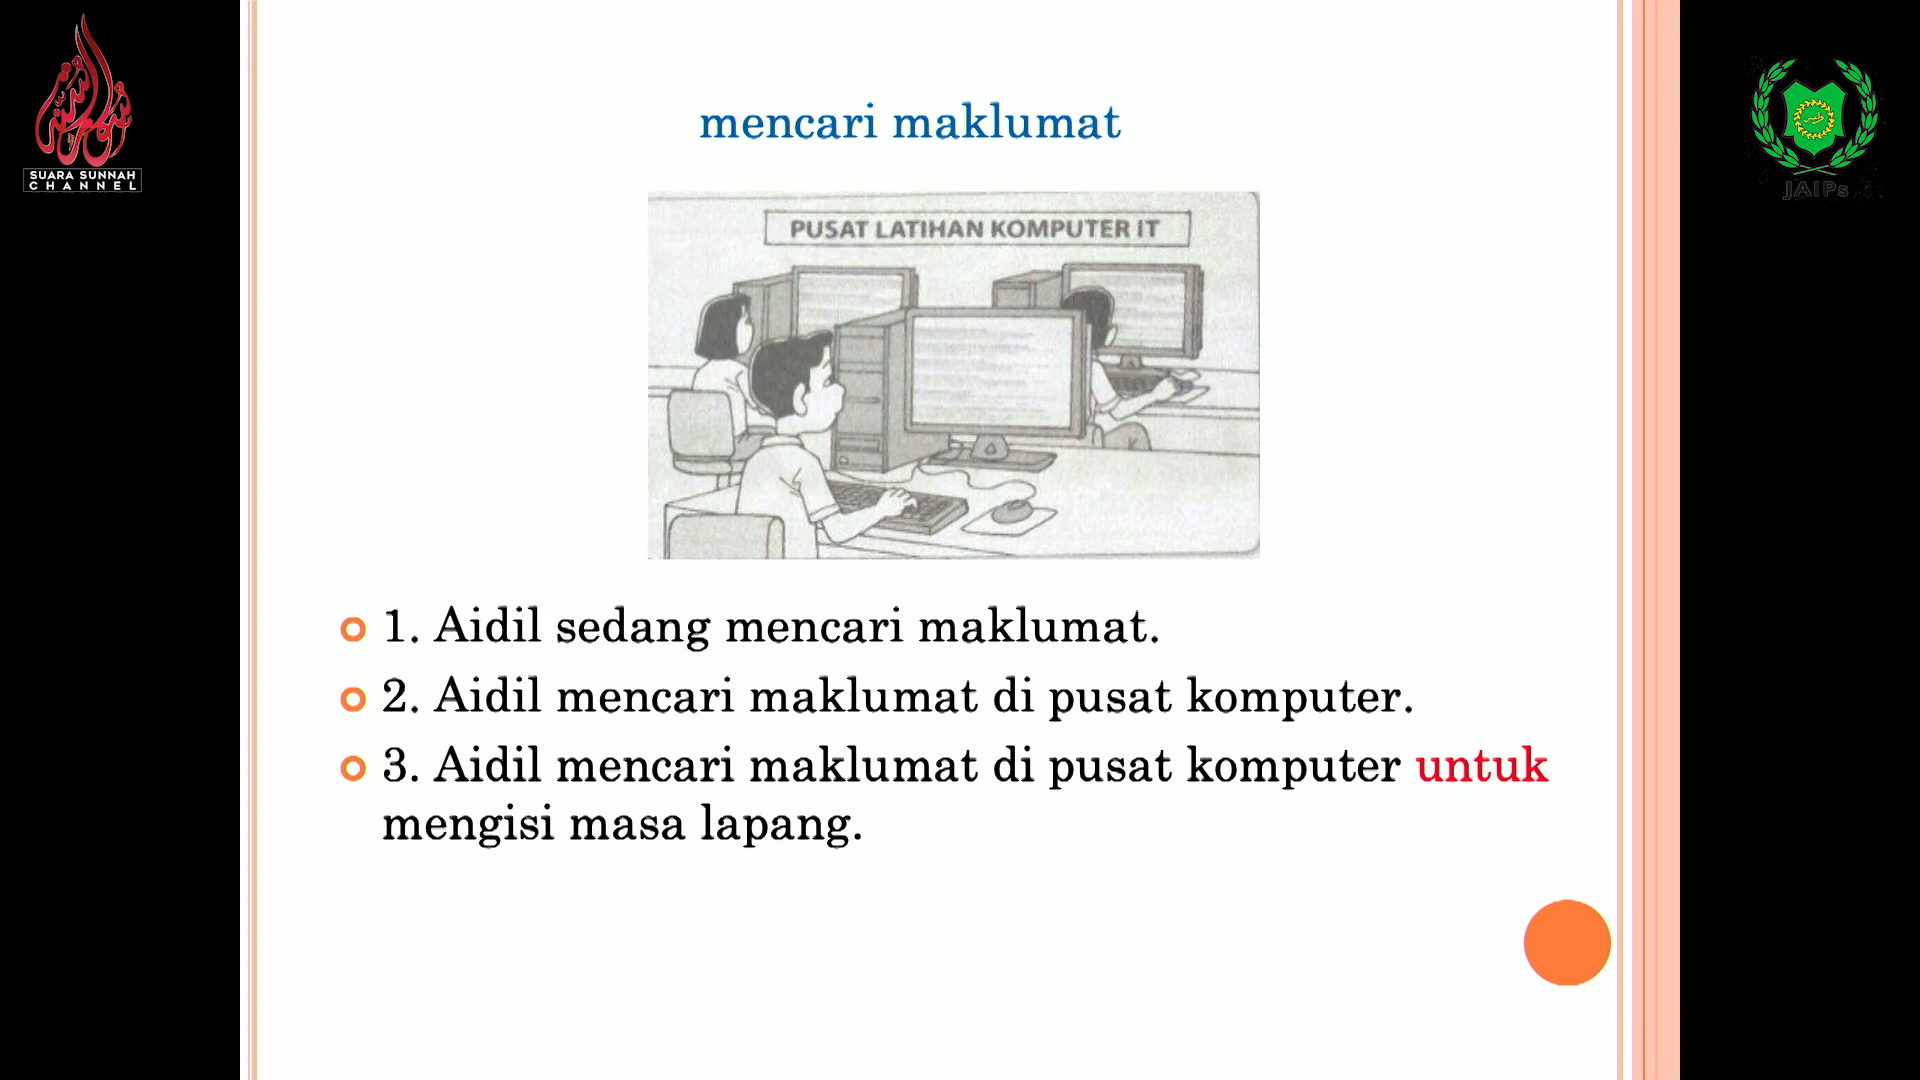 SUARA SUNNAH
CHANNEL
JAIPs
mencari maklumat
PUSAT LATIHAN KOMPUTER IT
1. Aidil sedang mencari maklumat.
2. Aidil mencari maklumat di pusat komputer.
3. Aidil mencari maklumat di pusat komputer untuk
mengisi masa lapang.